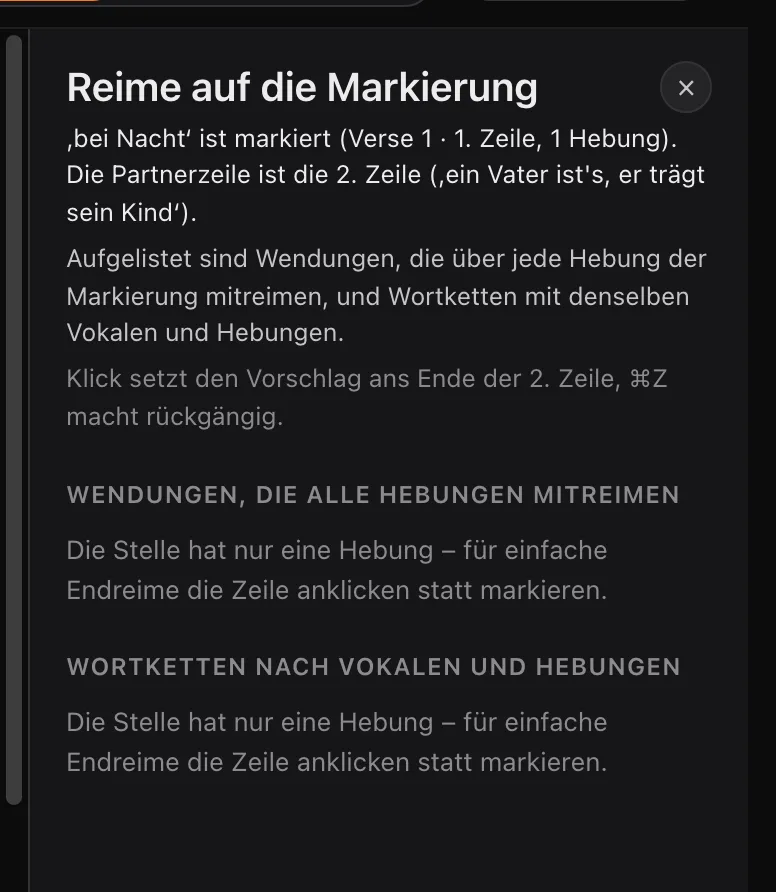 Reime auf die Markierung
‚bei Nacht‘ ist markiert (Verse 1 · 1. Zeile, 1 Hebung).
Die Partnerzeile ist die 2. Zeile (‚ein Vater ist's, er trägt
sein Kind‘).
Aufgelistet sind Wendungen, die über jede Hebung der
Markierung mitreimen, und Wortketten mit denselben
Vokalen und Hebungen.
Klick setzt den Vorschlag ans Ende der 2. Zeile, ⌘Z
macht rückgängig.
WENDUNGEN, DIE ALLE HEBUNGEN MITREIMEN
Die Stelle hat nur eine Hebung – für einfache
Endreime die Zeile anklicken statt markieren.
WORTKETTEN NACH VOKALEN UND HEBUNGEN
Die Stelle hat nur eine Hebung – für einfache
Endreime die Zeile anklicken statt markieren.